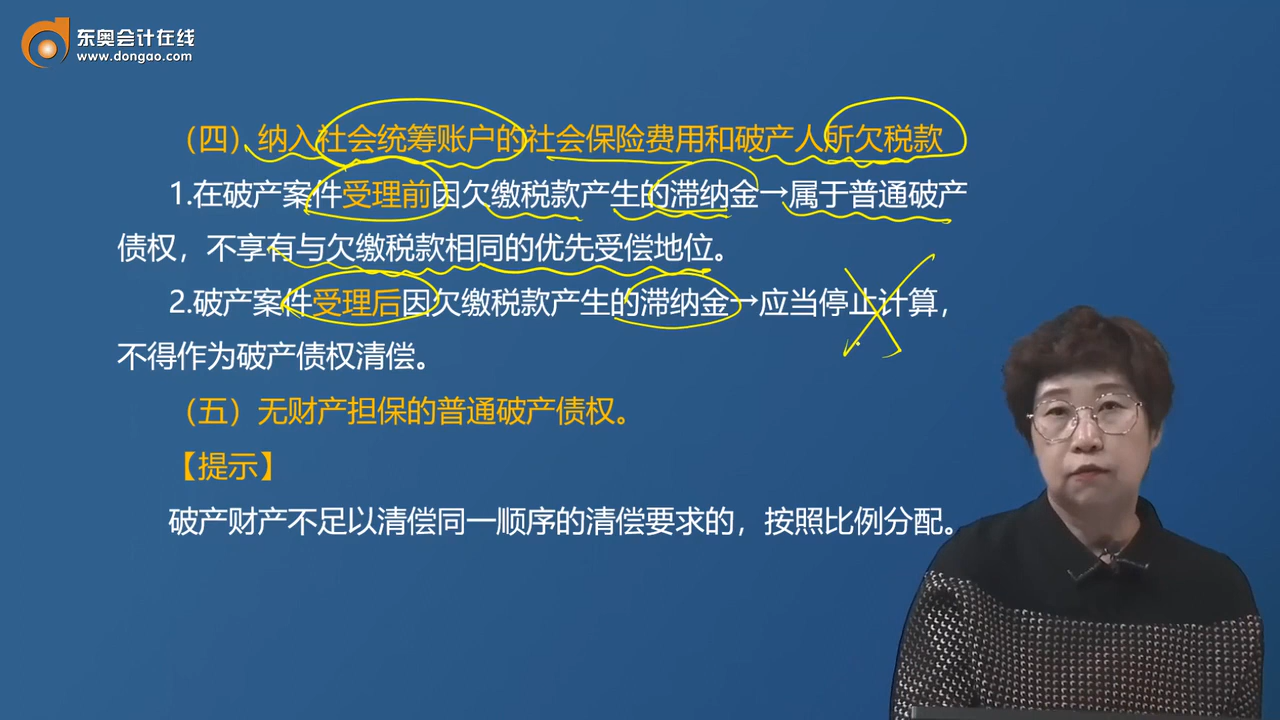 东奥会计在线
www.dongao.com
（四）纳入社会统筹账户的社会保险费用和破产人所欠税款
1.在破产案件受理前因欠缴税款产生的滞纳金→属于普通破产
债权，不享有与欠缴税款相同的优先受偿地位。
2.破产案件受理后因欠缴税款产生的滞纳金→应当停止计算，
不得作为破产债权清偿。
（五）无财产担保的普通破产债权。
【提示】
破产财产不足以清偿同一顺序的清偿要求的，按照比例分配。